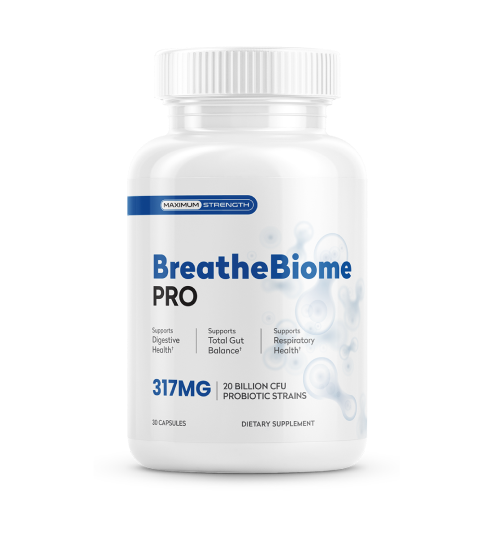 MAXIMUM STRENGTH
BreatheBiome
PRO
Supports
Digestive
Health†
Supports
Total Gut
Balance†
Supports
Respiratory
Health†
317MG
20 BILLION CFU
PROBIOTIC STRAINS
30 CAPSULES
DIETARY SUPPLEMENT